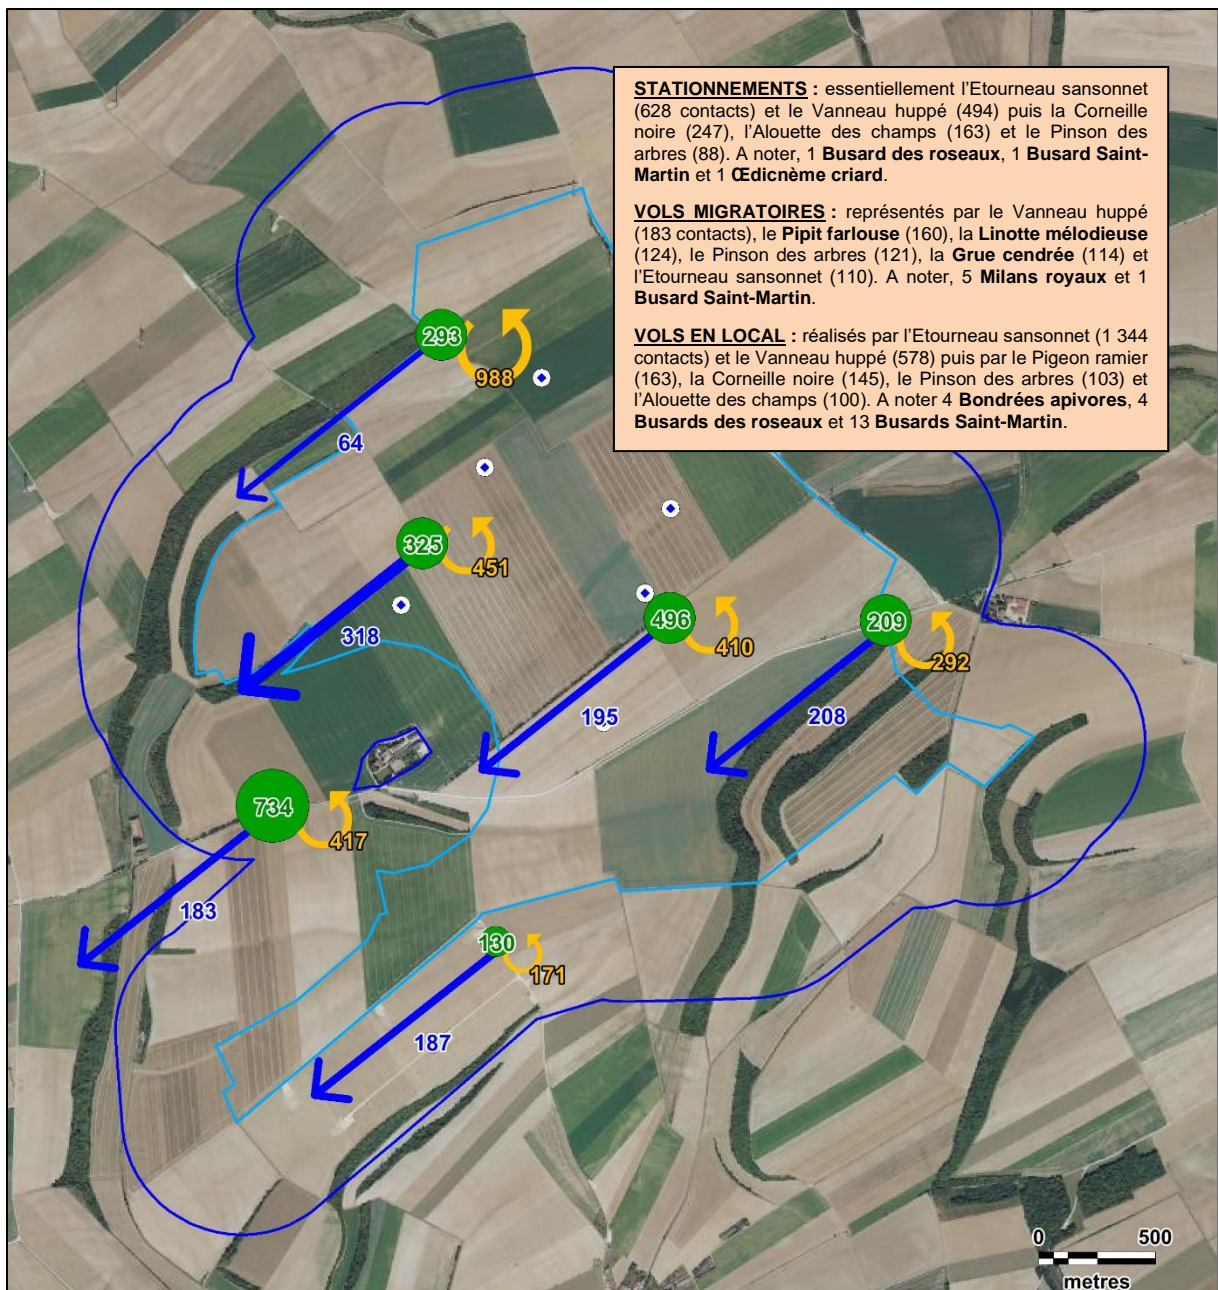 STATIONNEMENTS : essentiellement l'Etourneau sansonnet
(628 contacts) et le Vanneau huppé (494) puis la Corneille
noire (247), l'Alouette des champs (163) et le Pinson des
arbres (88). A noter, 1 Busard des roseaux, 1 Busard Saint-
Martin et 1 Œdicnème criard.
VOLS MIGRATOIRES : représentés par le Vanneau huppé
(183 contacts), le Pipit farlouse (160), la Linotte mélodieuse
(124), le Pinson des arbres (121), la Grue cendrée (114) et
l'Etourneau sansonnet (110). A noter, 5 Milans royaux et 1
Busard Saint-Martin.
VOLS EN LOCAL : réalisés par l'Etourneau sansonnet (1 344
contacts) et le Vanneau huppé (578) puis par le Pigeon ramier
(163), la Corneille noire (145), le Pinson des arbres (103) et
l'Alouette des champs (100). A noter 4 Bondrées apivores, 4
Busards des roseaux et 13 Busards Saint-Martin.
293
988
64
325
451
318
496
410
195
209
292
208
734
417
183
130
171
187
0 500
metres